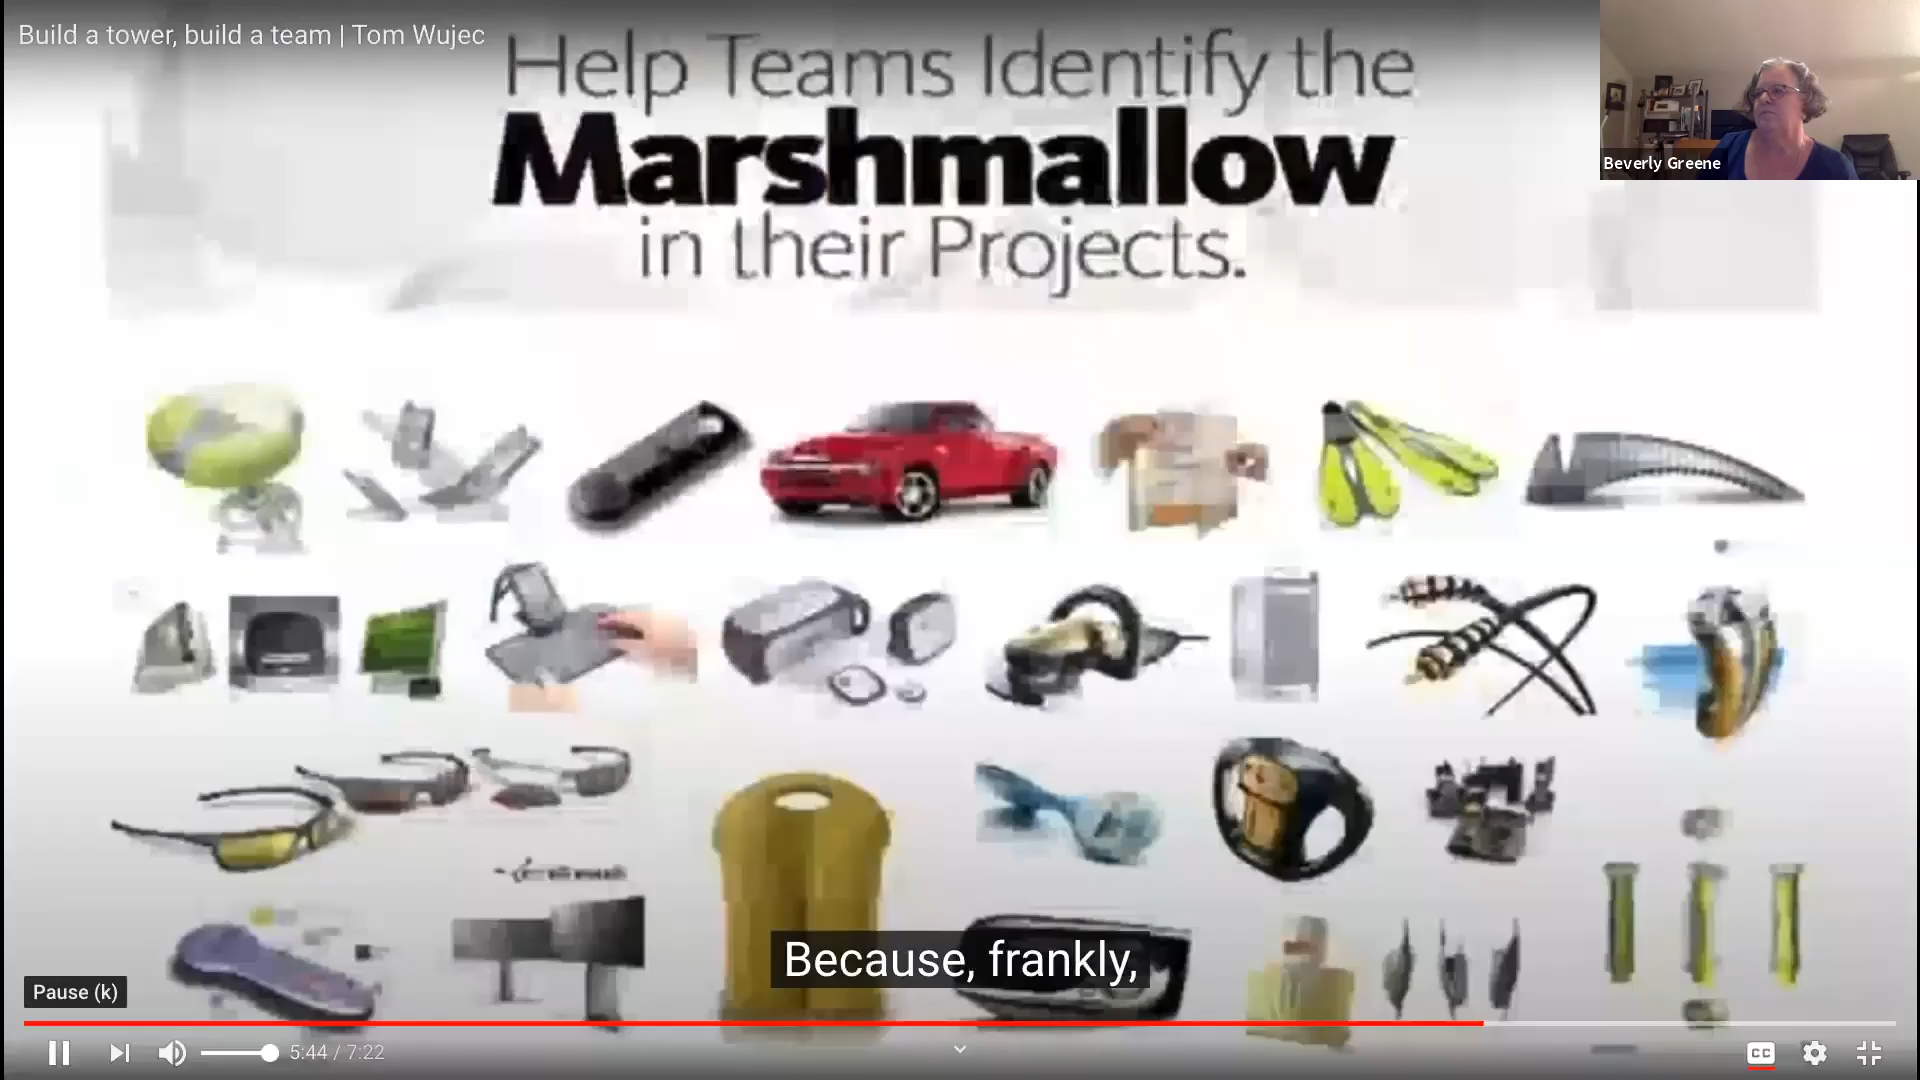 Build a tower, build a team | Tom Wujec
Help Teams Identify the
Marshmallow
in their Projects.
Beverly Greene
Because, frankly,
Pause (k)
5:44 / 7:22
CC